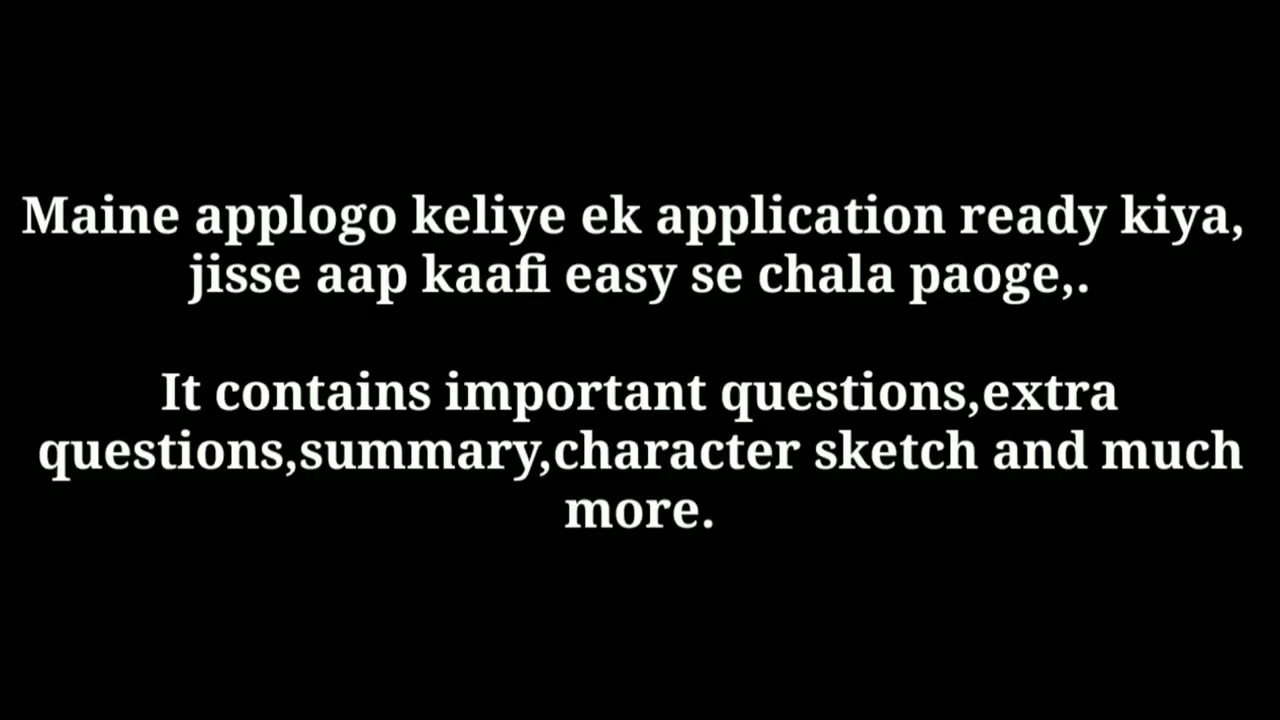 Maine applogo keliye ek application ready kiya,
jisse aap kaafi easy se chala paoge,.
It contains important questions,extra
questions,summary,character sketch and much
more.